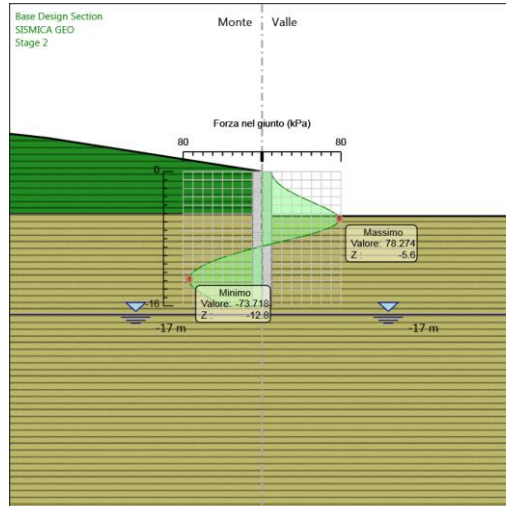 Base Design Section
SISMICA GEO
Stage 2
Monte Valle
Forza nel giunto (kPa)
80 80
0
Massimo
Valore: 78.274
Z : -5.6
Minimo
Valore: -73.718
Z : -12.8
-16
-17 m -17 m